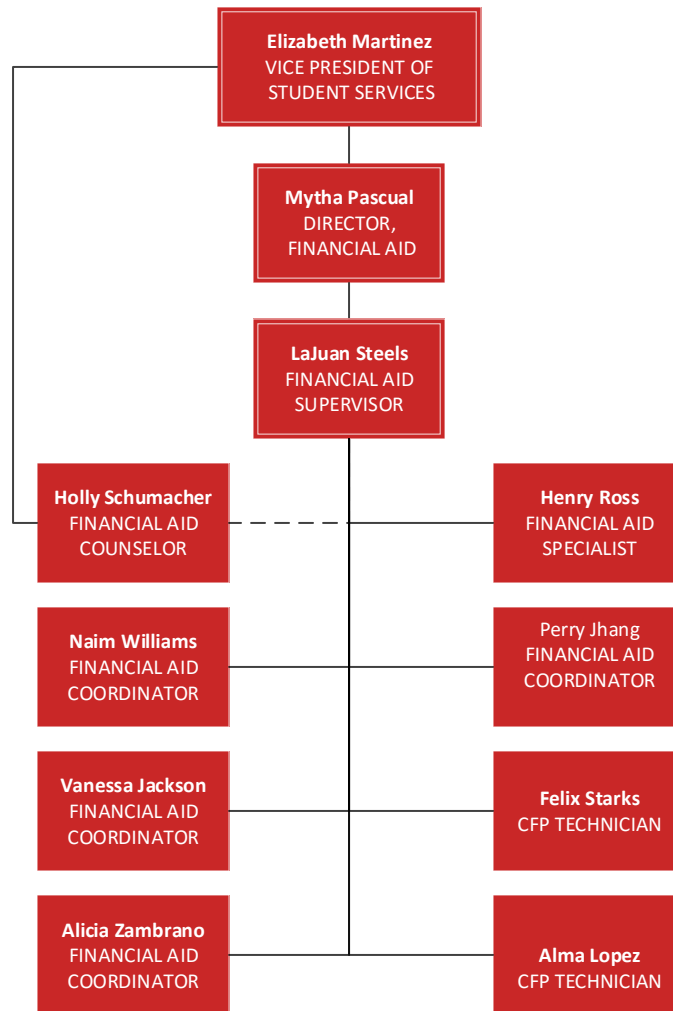 Elizabeth Martinez
VICE PRESIDENT OF
STUDENT SERVICES
Mytha Pascual
DIRECTOR,
FINANCIAL AID
LaJuan Steels
FINANCIAL AID
SUPERVISOR
Holly Schumacher
FINANCIAL AID
COUNSELOR
Henry Ross
FINANCIAL AID
SPECIALIST
Naim Williams
FINANCIAL AID
COORDINATOR
Perry Jhang
FINANCIAL AID
COORDINATOR
Vanessa Jackson
FINANCIAL AID
COORDINATOR
Felix Starks
CFP TECHNICIAN
Alicia Zambrano
FINANCIAL AID
COORDINATOR
Alma Lopez
CFP TECHNICIAN